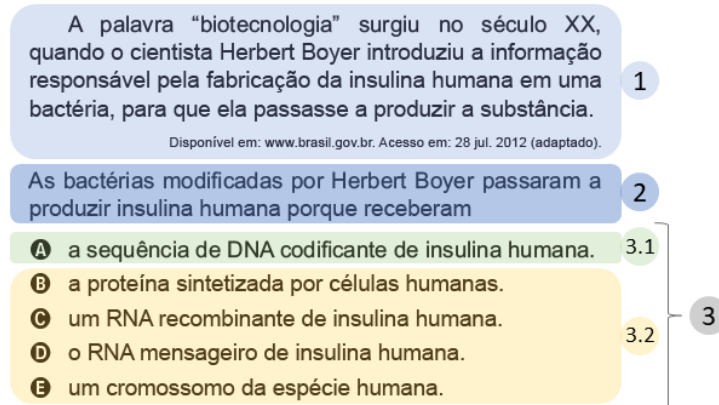 A palavra “biotecnologia” surgiu no século XX,
quando o cientista Herbert Boyer introduziu a informação
responsável pela fabricação da insulina humana em uma
bactéria, para que ela passasse a produzir a substância.
1
Disponível em: www.brasil.gov.br. Acesso em: 28 jul. 2012 (adaptado).
As bactérias modificadas por Herbert Boyer passaram a
produzir insulina humana porque receberam
2
A a sequência de DNA codificante de insulina humana.
3.1
B a proteína sintetizada por células humanas.
C um RNA recombinante de insulina humana.
D o RNA mensageiro de insulina humana.
E um cromossomo da espécie humana.
3.2
3